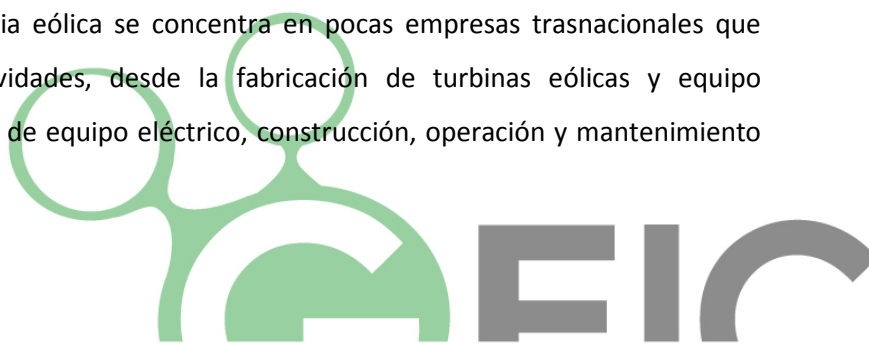 ia eólica se concentra en pocas empresas trasnacionales que
vidades, desde la fabricación de turbinas eólicas y equipo
de equipo eléctrico, construcción, operación y mantenimiento
GEIC